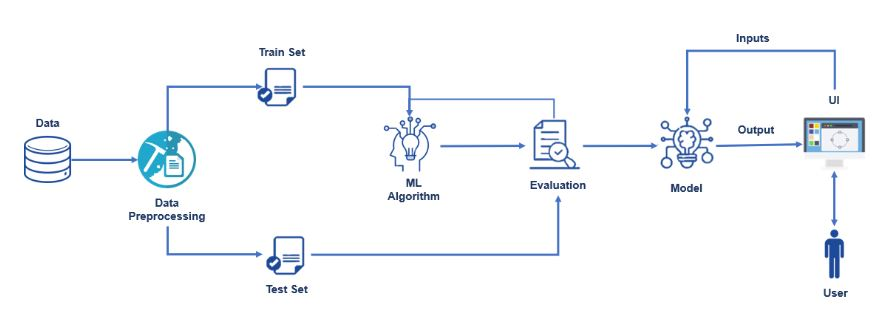 Inputs
Train Set
UI
Data
Output
ML
Algorithm
Evaluation
Model
Data
Preprocessing
Test Set
User